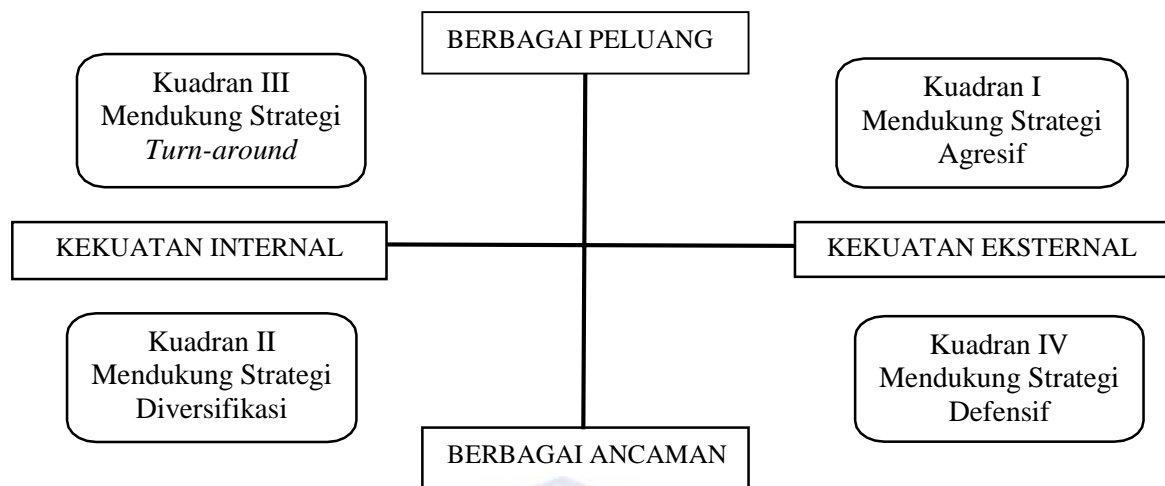 BERBAGAI PELUANG
Kuadran III
Mendukung Strategi
Turn-around
Kuadran I
Mendukung Strategi
Agresif
KEKUATAN INTERNAL
KEKUATAN EKSTERNAL
Kuadran II
Mendukung Strategi
Diversifikasi
Kuadran IV
Mendukung Strategi
Defensif
BERBAGAI ANCAMAN